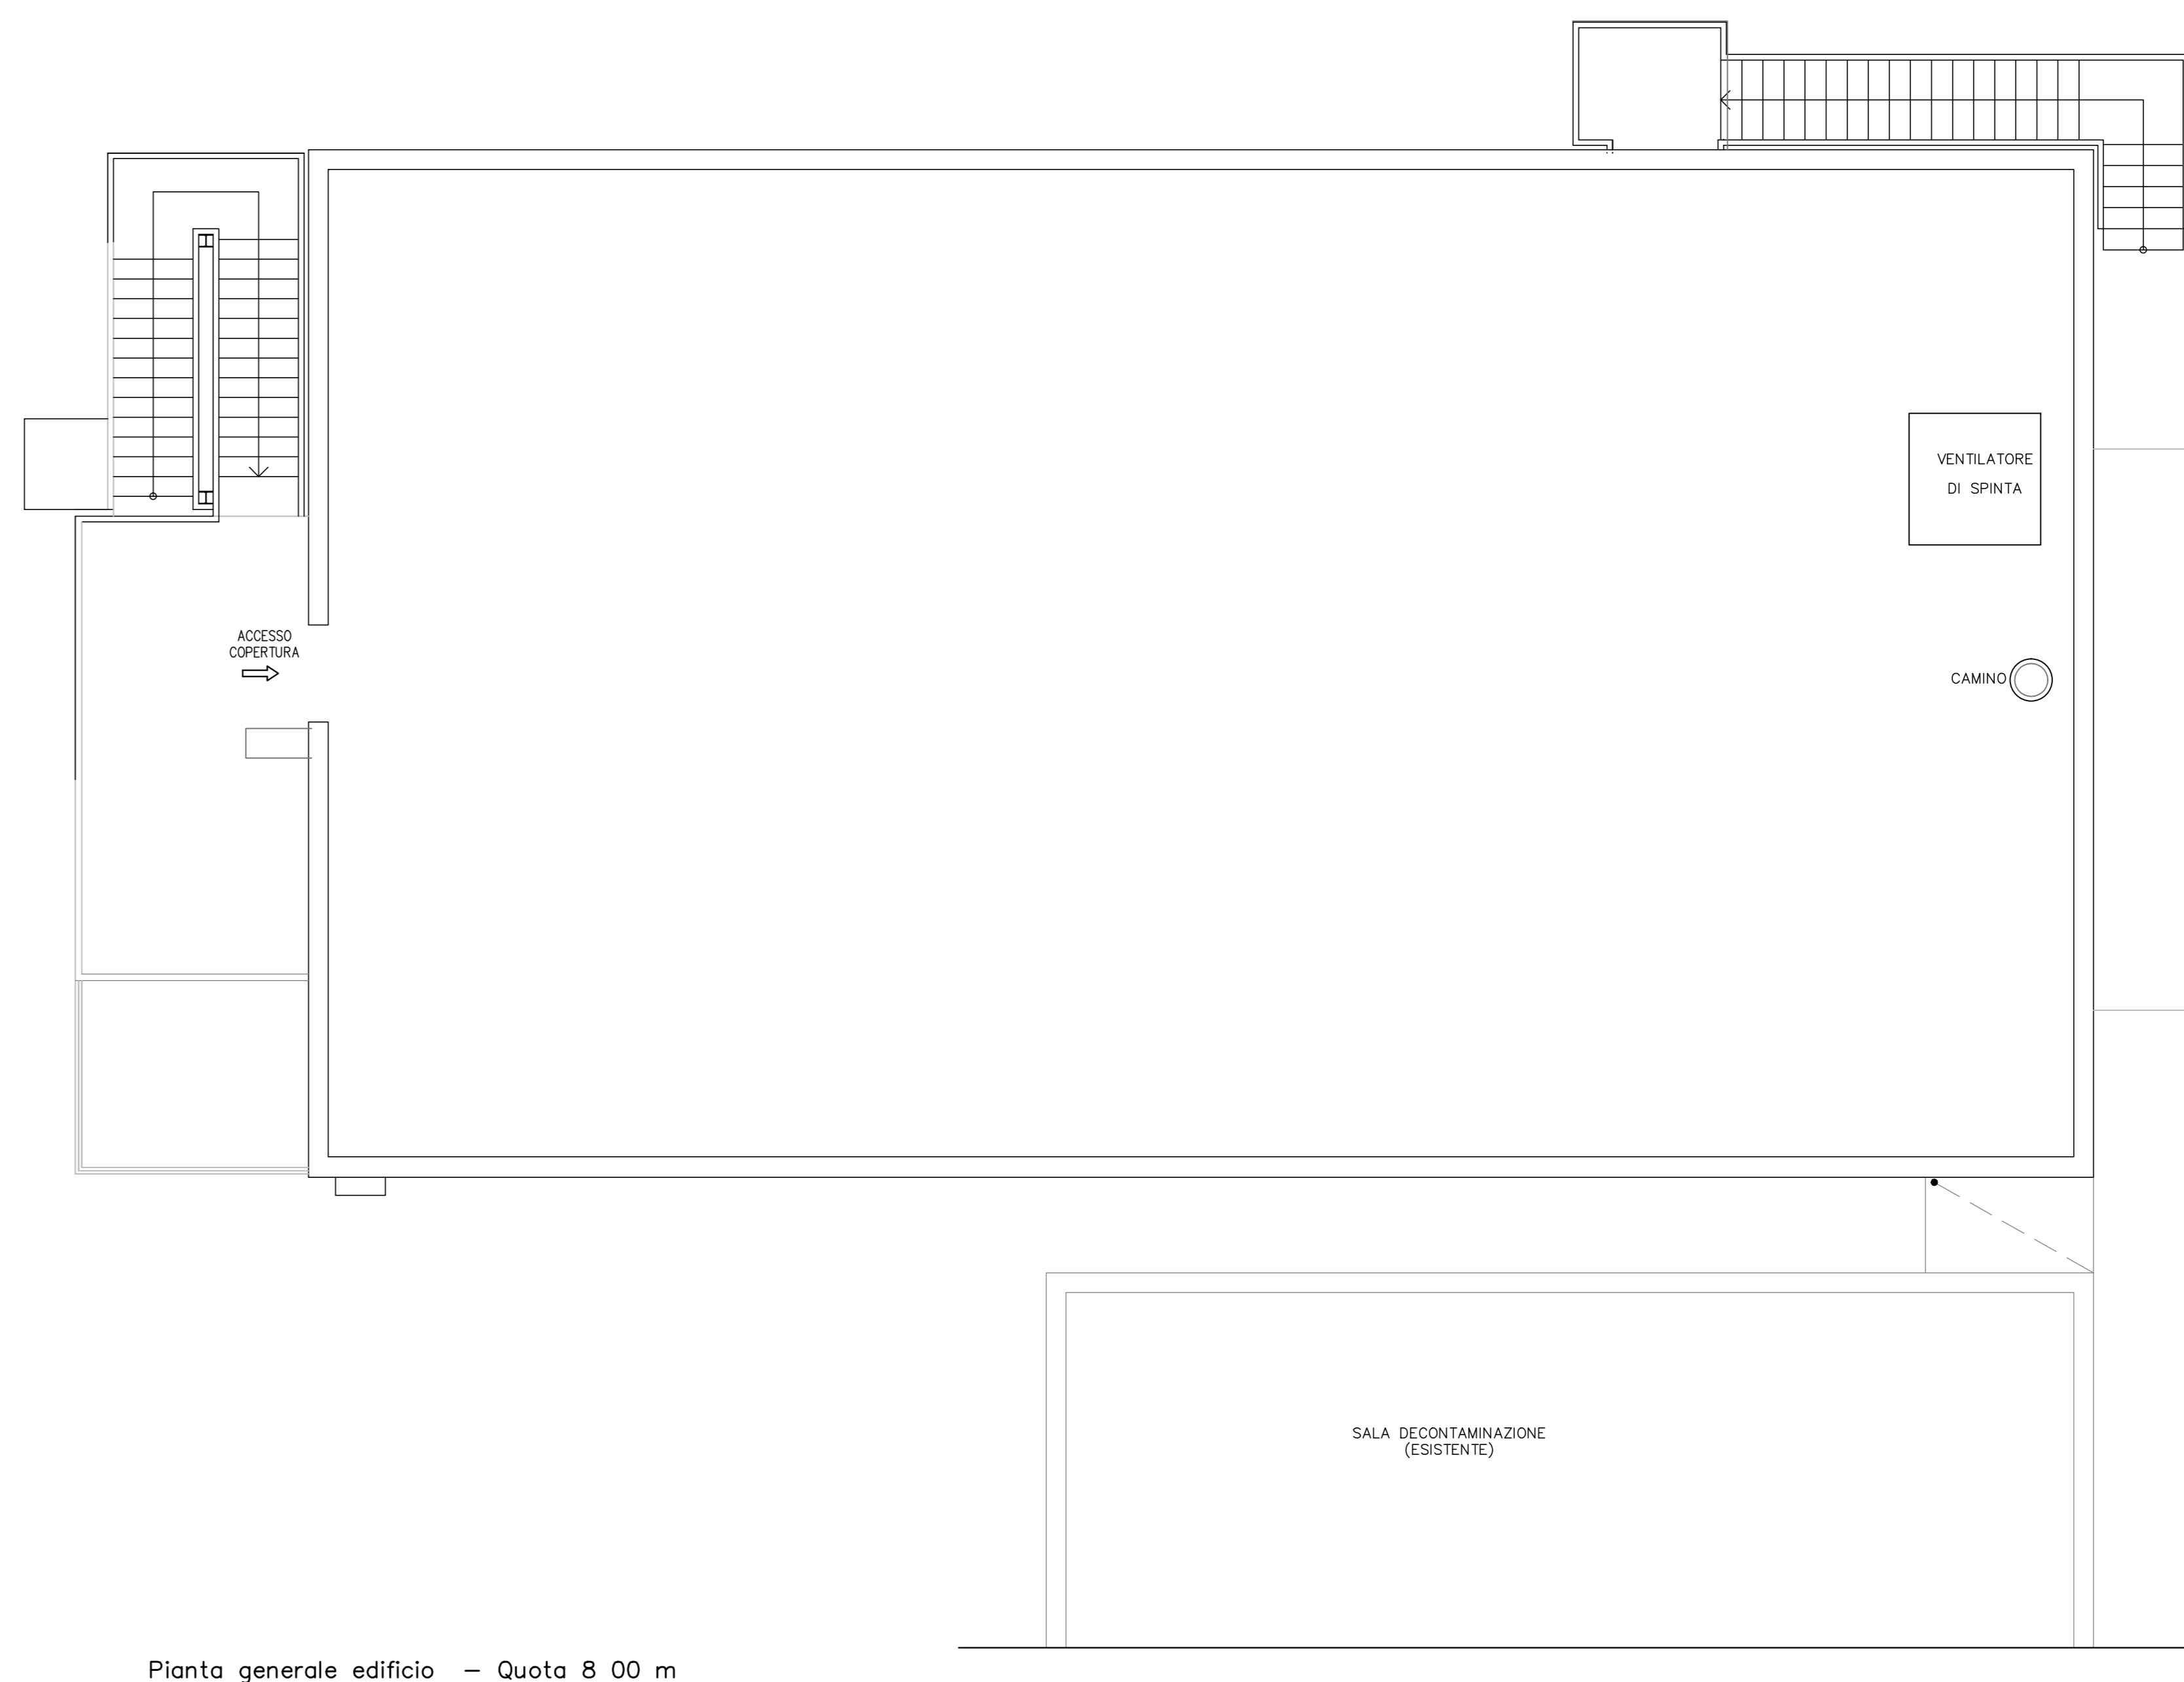 VENTILATORE
DI SPINTA
ACCESSO
COPERTURA
CAMINO
SALA DECONTAMINAZIONE
(ESISTENTE)
Pianta generale edificio – Quota 8 00 m